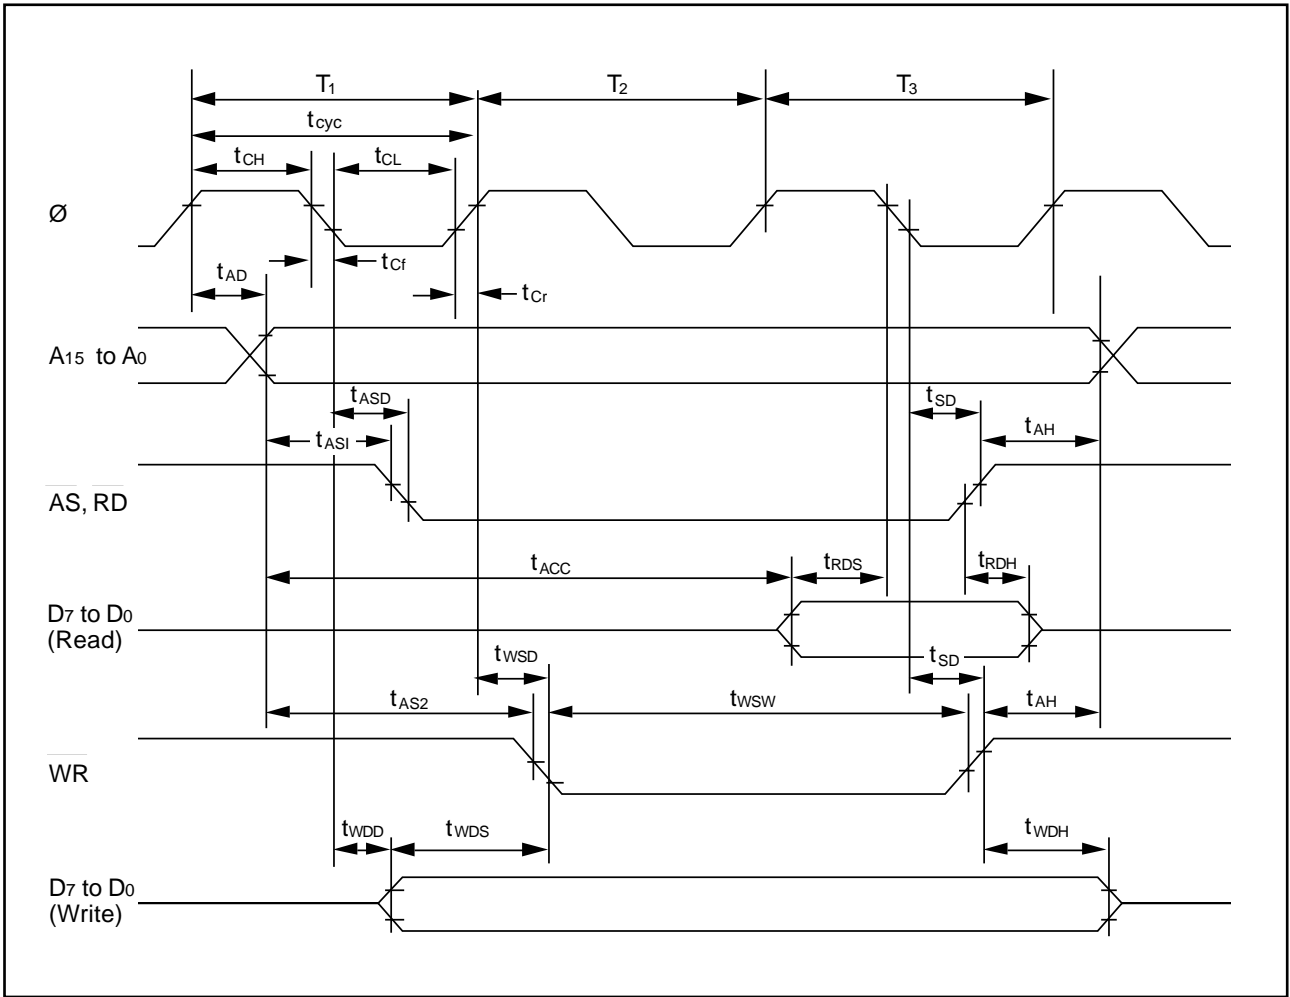 T1 T2 T3
tcyc
tCH tCL
Ø
tCf
tAD
tCr
A15 to A0
tASD tSD
tASI tAH
AS, RD
tACC tRDS tRDH
D7 to D0
(Read)
tWSD tSD
tAS2 tWSW tAH
WR
tWDD tWDS tWDH
D7 to D0
(Write)